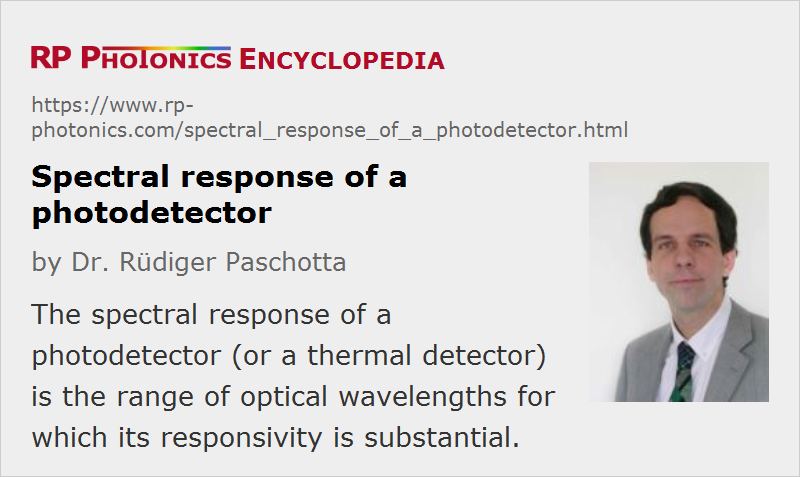 RP PHOTONICS ENCYCLOPEDIA
https://www.rp-
photonics.com/spectral_response_of_a_photodetector.html
Spectral response of a
photodetector
by Dr. Rüdiger Paschotta
The spectral response of a
photodetector (or a thermal detector)
is the range of optical wavelengths for
which its responsivity is substantial.